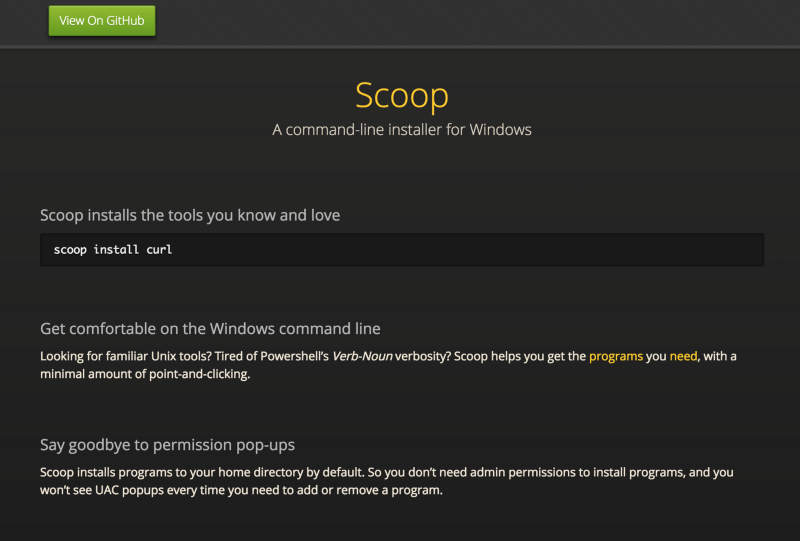 View On GitHub
Scoop
A command-line installer for Windows
Scoop installs the tools you know and love
scoop install curl
Get comfortable on the Windows command line
Looking for familiar Unix tools? Tired of Powershell’s Verb-Noun verbosity? Scoop helps you get the programs you need, with a
minimal amount of point-and-clicking.
Say goodbye to permission pop-ups
Scoop installs programs to your home directory by default. So you don’t need admin permissions to install programs, and you
won’t see UAC popups every time you need to add or remove a program.